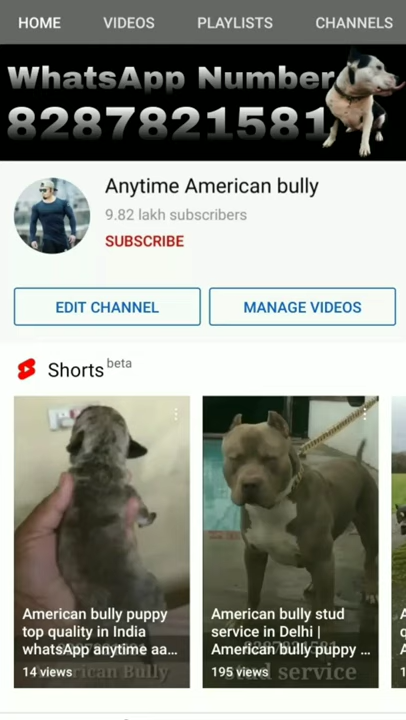 HOME VIDEOS PLAYLISTS CHANNELS
WhatsApp Number
8287821581
Anytime American bully
9.82 lakh subscribers
SUBSCRIBE
EDIT CHANNEL MANAGE VIDEOS
Shorts beta
American bully puppy
top quality in India
whatsApp anytime aa...
14 views
American bully stud
service in Delhi |
American bully puppy ...
195 views
stud service